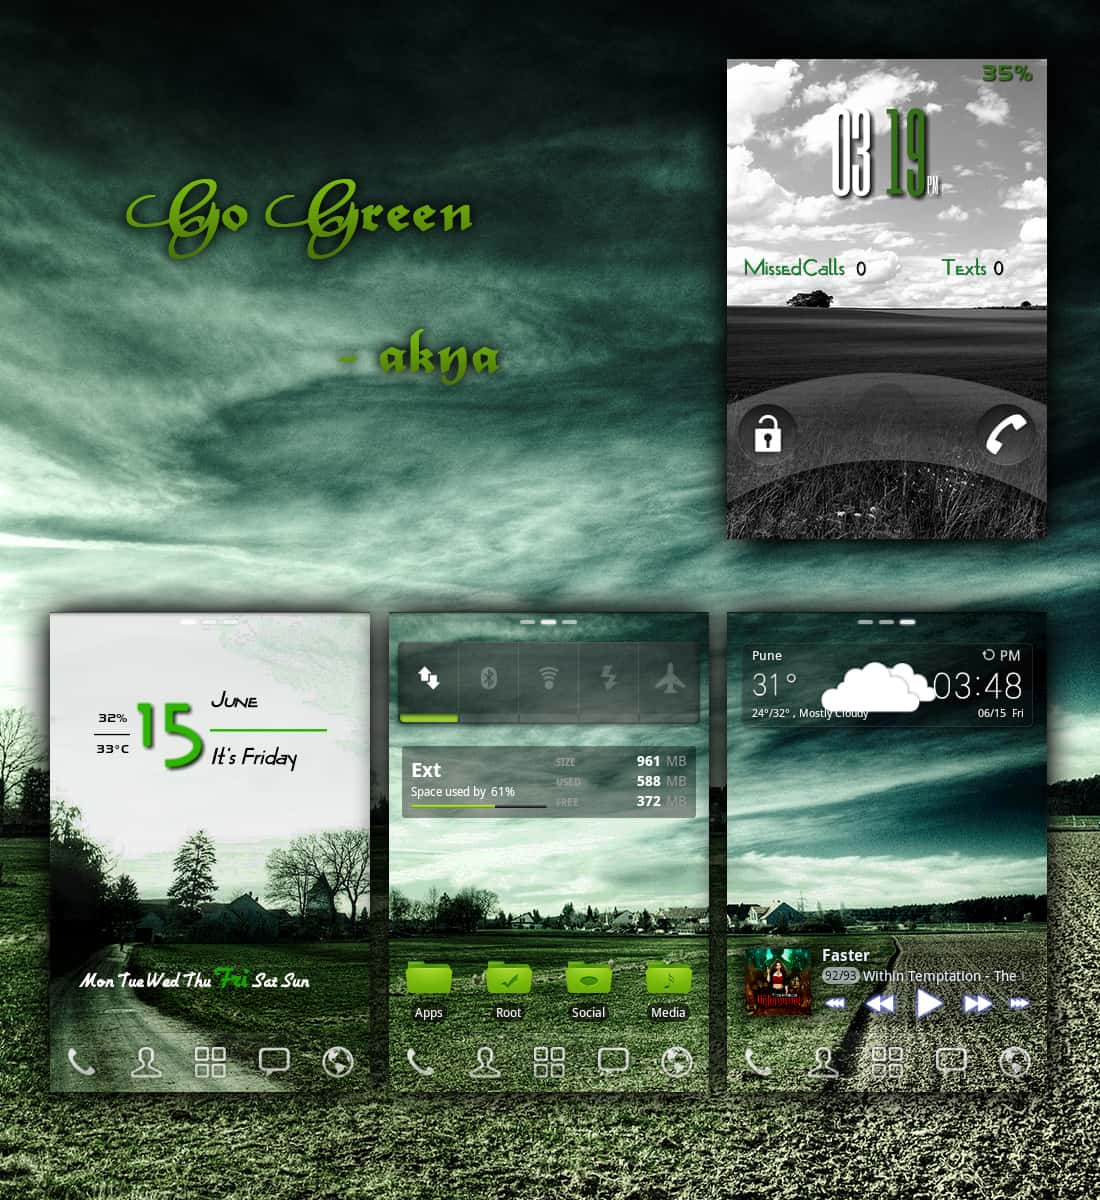 Go Green
- akya
35%
03 19 PM
Missed Calls 0 Texts 0
32%
33°C
15
June
It's Friday
Mon Tue Wed Thu Fri Sat Sun
Ext
Space used by 61%
SIZE 961 MB
USED 588 MB
FREE 372 MB
Apps Root Social Media
Pune
PM
31°
03:48
24°/32° , Mostly Cloudy
06/15 Fri
Faster
92/93 Within Temptation - The